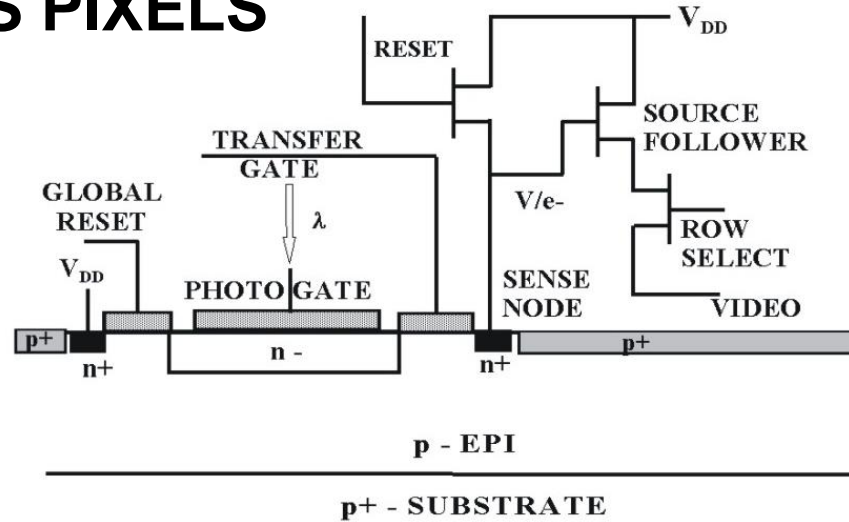 S PIXELS
RESET
V_DD
SOURCE
FOLLOWER
TRANSFER
GATE
λ
GLOBAL
RESET
V_DD
V/e-
ROW
SELECT
PHOTO GATE
SENSE
NODE
VIDEO
p+
n+
n -
n+
p+
p - EPI
p+ - SUBSTRATE